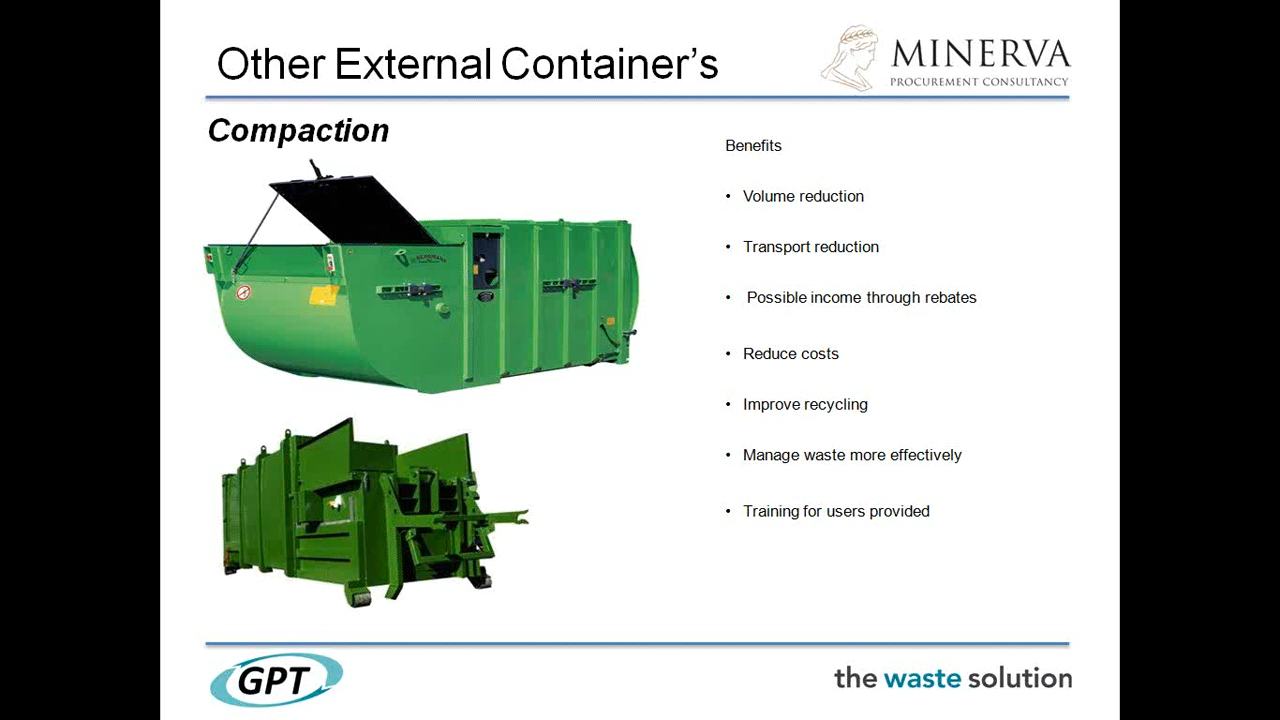 Other External Container’s
MINERVA
PROCUREMENT CONSULTANCY
Compaction
Benefits
• Volume reduction
• Transport reduction
• Possible income through rebates
• Reduce costs
• Improve recycling
• Manage waste more effectively
• Training for users provided
GPT
the waste solution